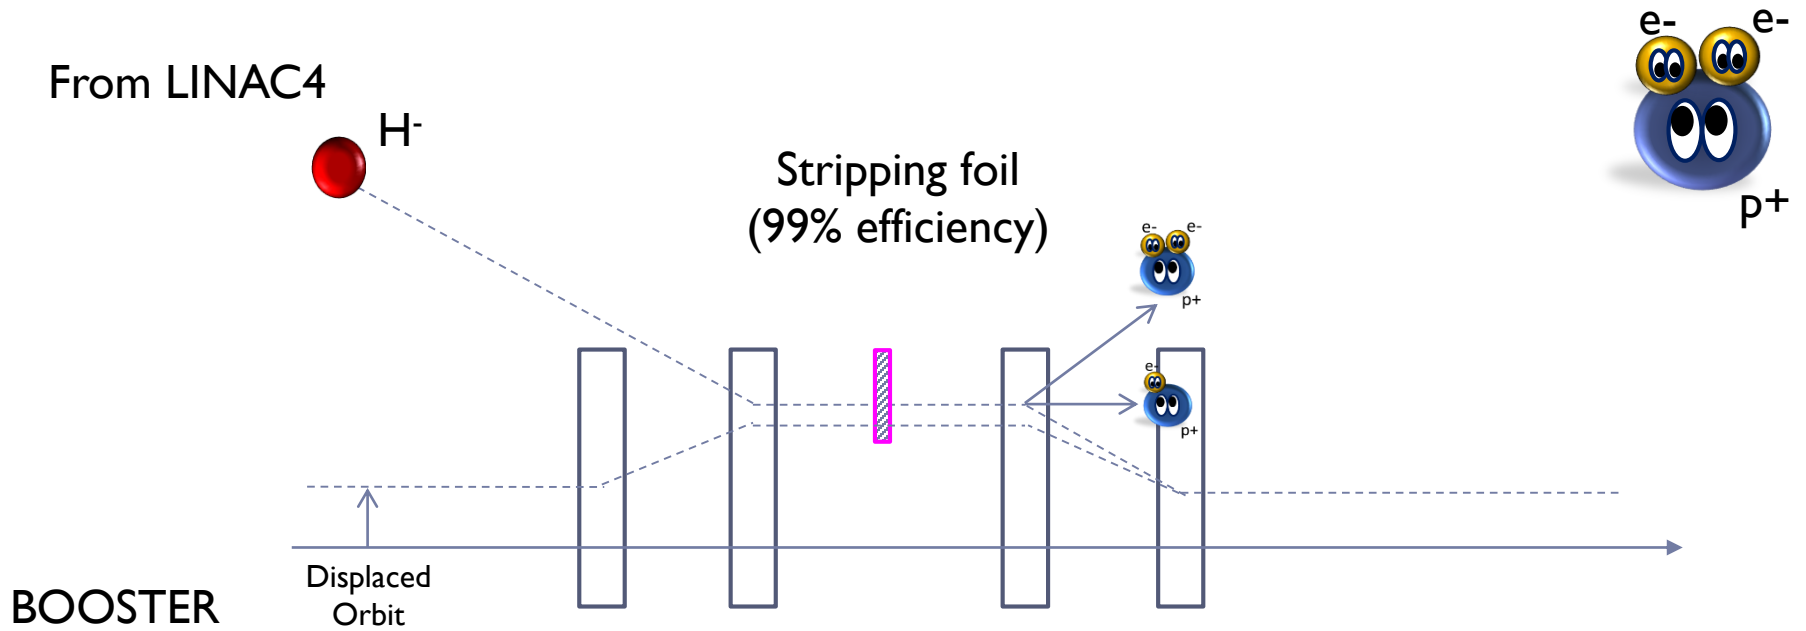 e-
e-
From LINAC4
H-
Stripping foil
(99% efficiency)
p+
e-
e-
p+
e-
p+
Displaced
Orbit
BOOSTER